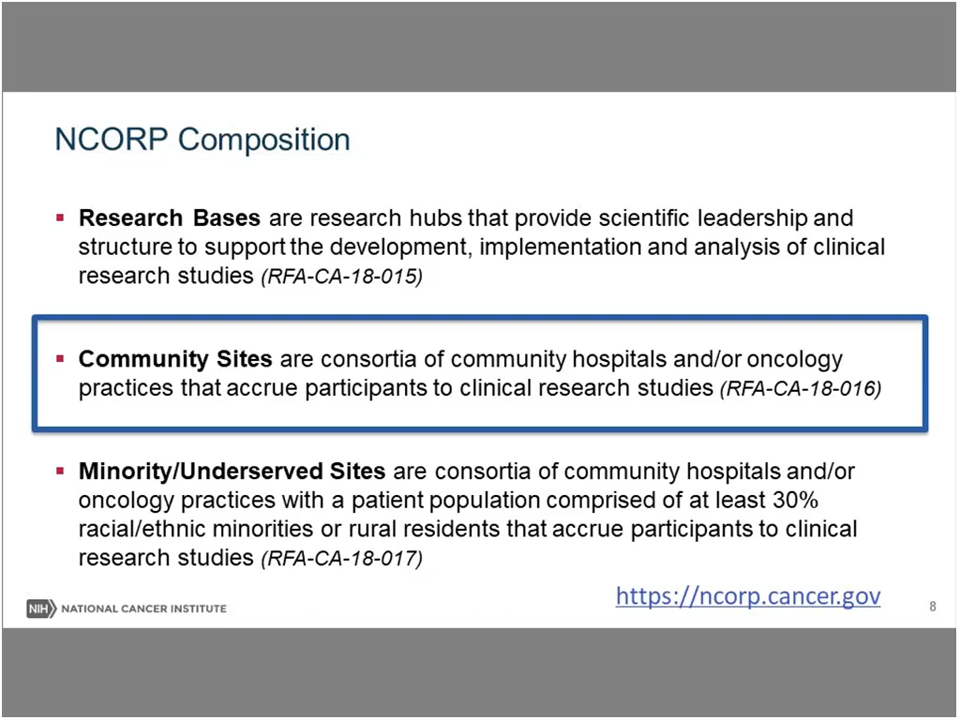 NCORP Composition
Research Bases are research hubs that provide scientific leadership and
structure to support the development, implementation and analysis of clinical
research studies (RFA-CA-18-015)
Community Sites are consortia of community hospitals and/or oncology
practices that accrue participants to clinical research studies (RFA-CA-18-016)
Minority/Underserved Sites are consortia of community hospitals and/or
oncology practices with a patient population comprised of at least 30%
racial/ethnic minorities or rural residents that accrue participants to clinical
research studies (RFA-CA-18-017)
https://ncorp.cancer.gov
NIH NATIONAL CANCER INSTITUTE
8